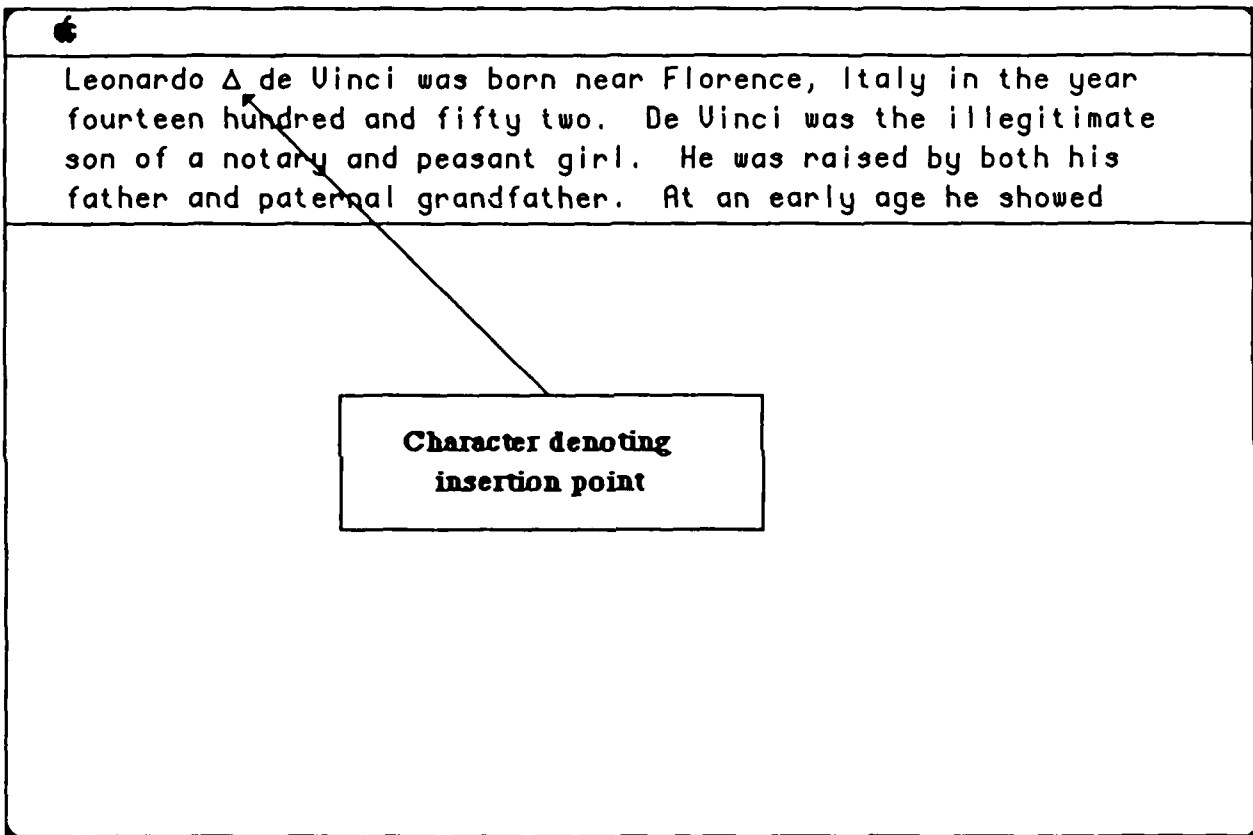 Leonardo Δ de Vinci was born near Florence, Italy in the year
fourteen hundred and fifty two. De Vinci was the illegitimate
son of a notary and peasant girl. He was raised by both his
father and paternal grandfather. At an early age he showed
Character denoting
insertion point